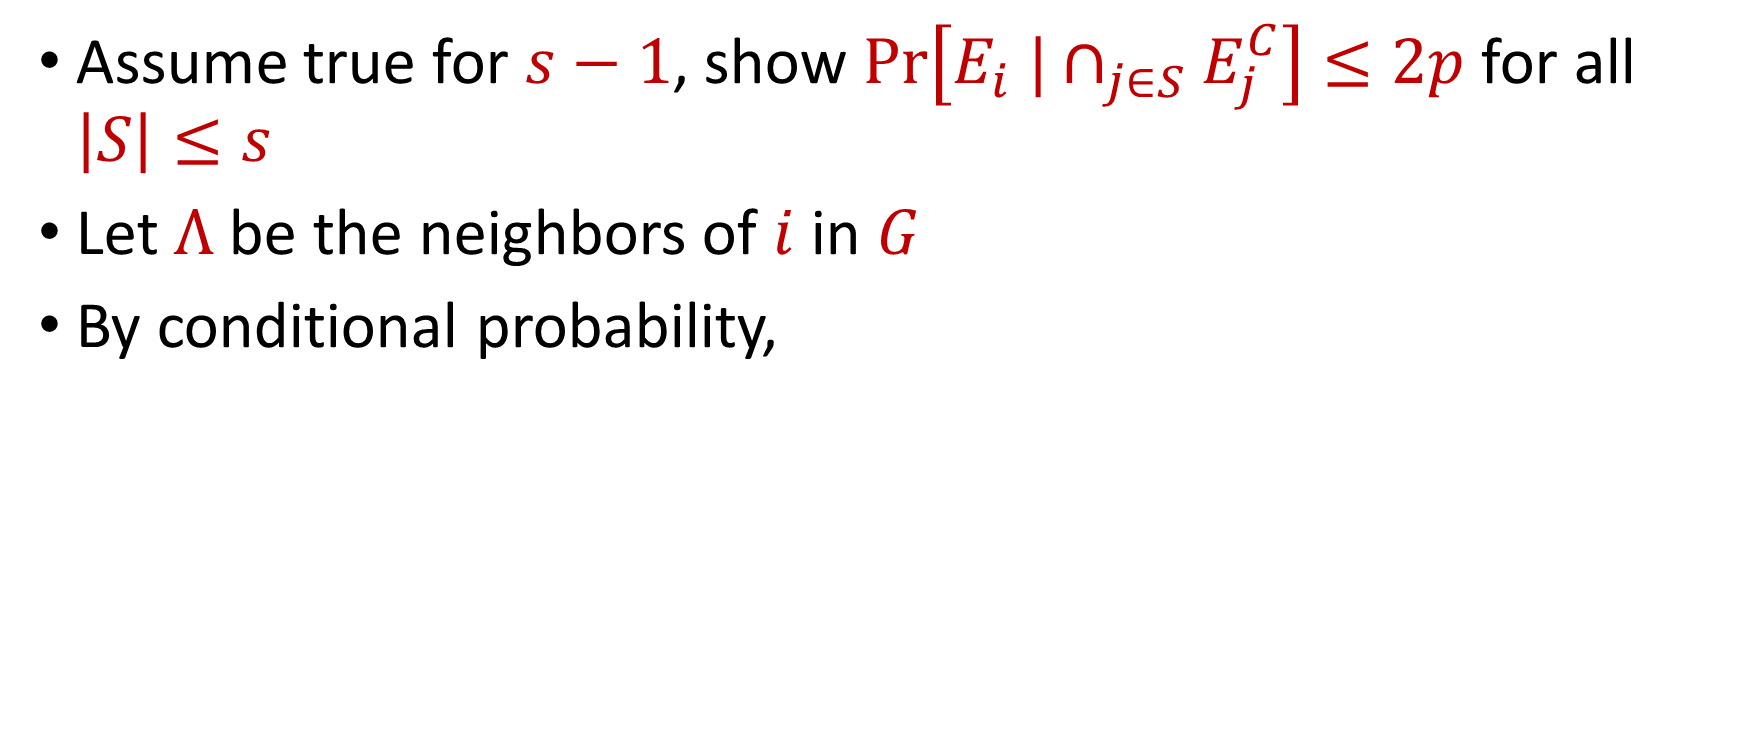 • Assume true for s − 1, show Pr[E_i | ∩_{j∈S} E_j^C] ≤ 2p for all
|S| ≤ s
• Let Λ be the neighbors of i in G
• By conditional probability,